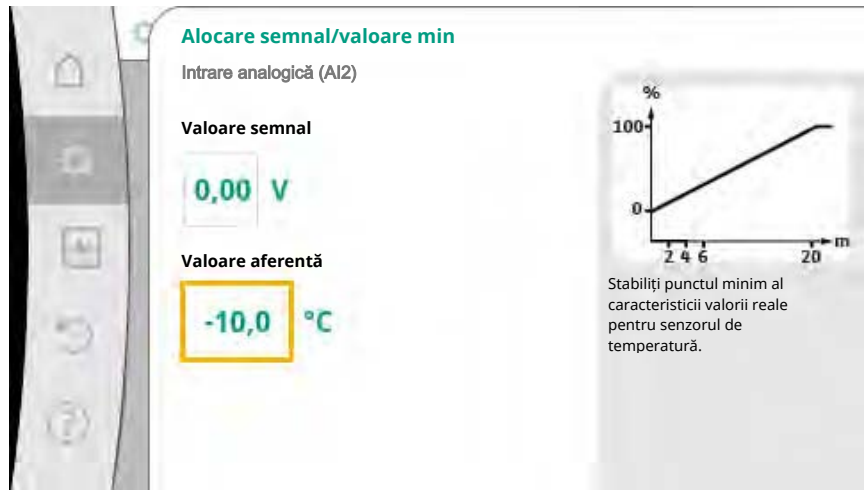 Alocare semnal/valoare min
Intrare analogică (AI2)
Valoare semnal
0,00 V
Valoare aferentă
-10,0 °C
%
100
0
2 4 6 20 m
Stabiliți punctul minim al
caracteristicii valorii reale
pentru senzorul de
temperatură.
?